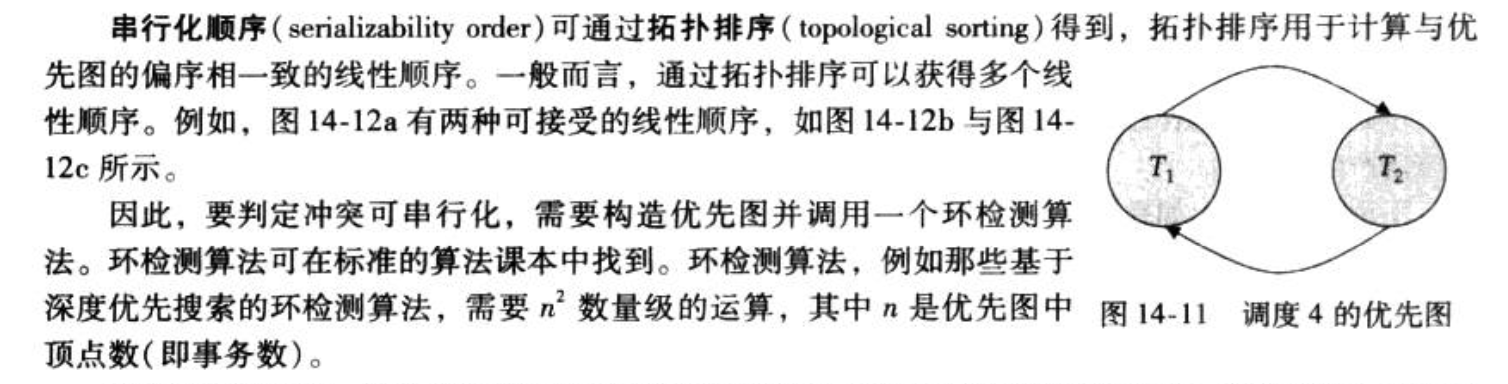 串行化顺序(serializability order)可通过拓扑排序(topological sorting)得到，拓扑排序用于计算与优
先图的偏序相一致的线性顺序。一般而言，通过拓扑排序可以获得多个线
性顺序。例如，图 14-12a 有两种可接受的线性顺序，如图 14-12b 与图 14-
12c 所示。
因此，要判定冲突可串行化，需要构造优先图并调用一个环检测算
法。环检测算法可在标准的算法课本中找到。环检测算法，例如那些基于
深度优先搜索的环检测算法，需要 n² 数量级的运算，其中 n 是优先图中
顶点数(即事务数)。
T₁
T₂
图 14-11 调度 4 的优先图